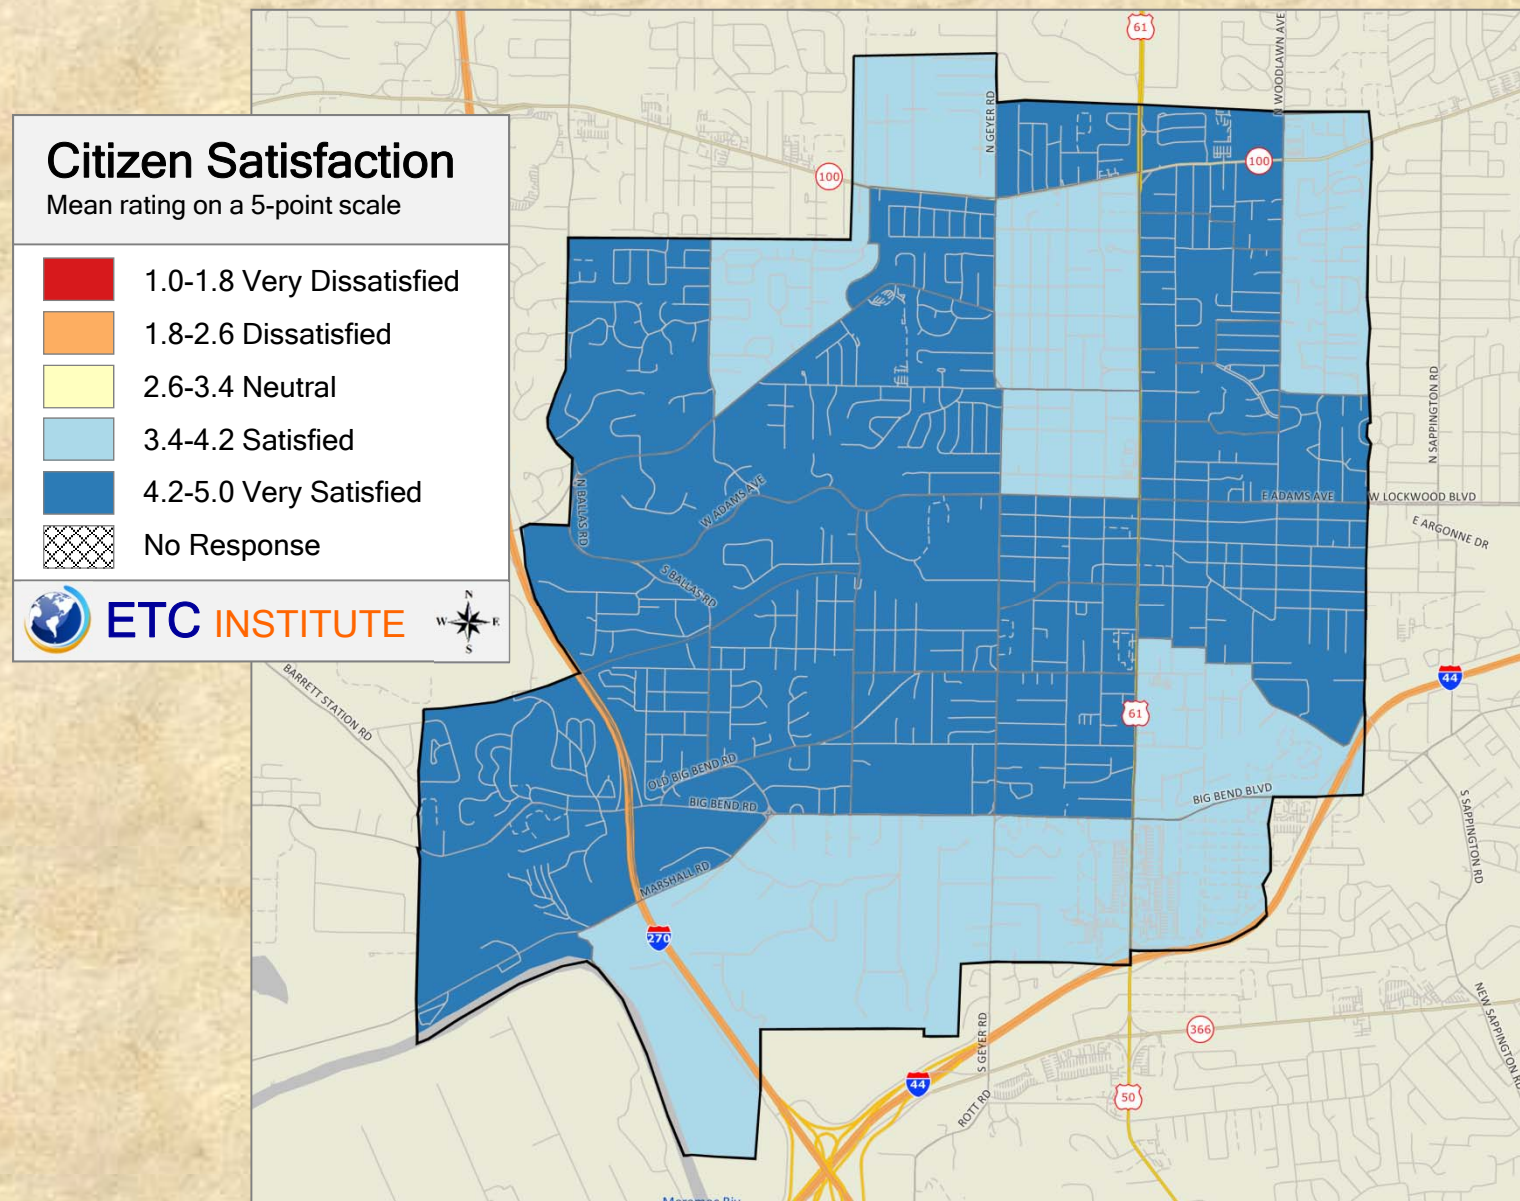 Citizen Satisfaction
Mean rating on a 5-point scale
1.0-1.8 Very Dissatisfied
1.8-2.6 Dissatisfied
2.6-3.4 Neutral
3.4-4.2 Satisfied
4.2-5.0 Very Satisfied
No Response
ETC INSTITUTE
N
W
E
S
61
N WOODLAWN AVE
N GEYER RD
100
100
N SAPPINGTON RD
N BALLAS RD
W ADAMS AVE
E ADAMS AVE
W LOCKWOOD BLVD
E ARGONNE DR
S BALLAS RD
BARRETT STATION RD
44
61
OLD BIG BEND RD
BIG BEND RD
BIG BEND BLVD
S SAPPINGTON RD
MARSHALL RD
270
NEW SAPPINGTON RD
S GEYER RD
366
44
50
ROTT RD